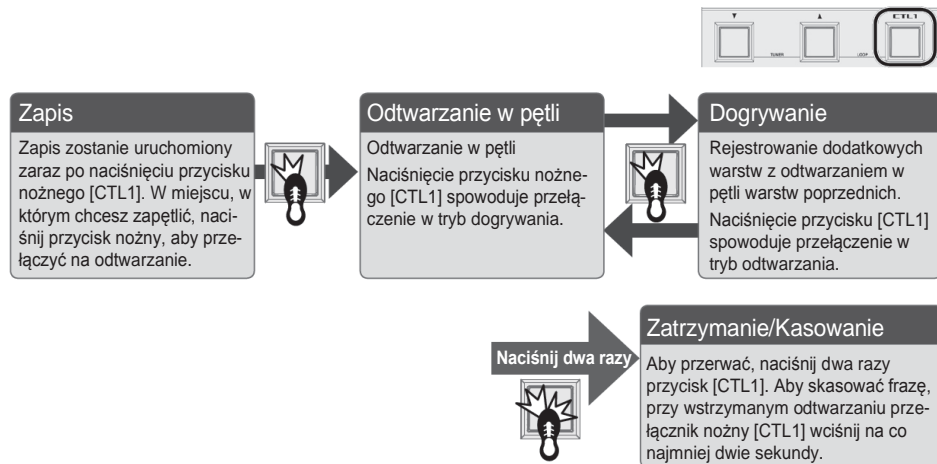 CTL1
TUNER
LOOP
Zapis
Zapis zostanie uruchomiony
zaraz po naciśnięciu przycisku
nożnego [CTL1]. W miejscu, w
którym chcesz zapętlić, naci-
śnij przycisk nożny, aby prze-
łączyć na odtwarzanie.
Odtwarzanie w pętli
Odtwarzanie w pętli
Naciśnięcie przycisku nożne-
go [CTL1] spowoduje przełą-
czenie w tryb dogrywania.
Dogrywanie
Rejestrowanie dodatkowych
warstw z odtwarzaniem w
pętli warstw poprzednich.
Naciśnięcie przycisku [CTL1]
spowoduje przełączenie w
tryb odtwarzania.
Naciśnij dwa razy
Zatrzymanie/Kasowanie
Aby przerwać, naciśnij dwa razy
przycisk [CTL1]. Aby skasować frazę,
przy wstrzymanym odtwarzaniu prze-
łącznik nożny [CTL1] wciśnij na co
najmniej dwie sekundy.